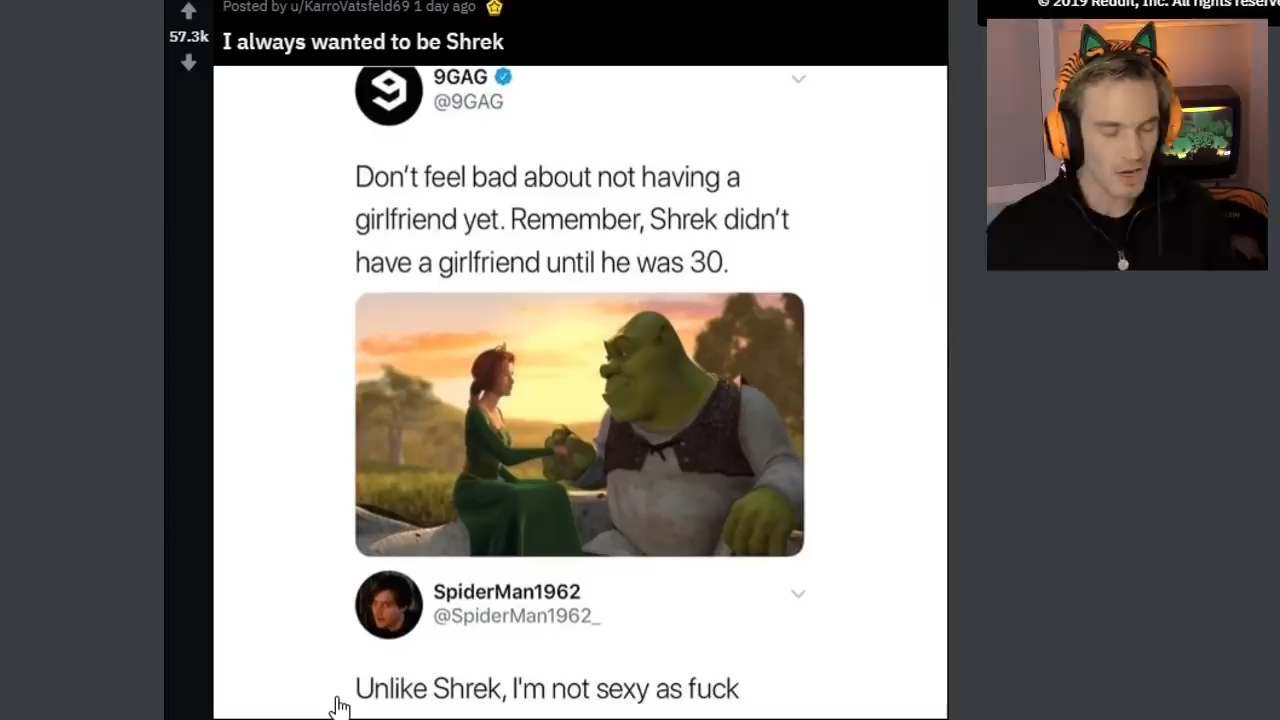 Posted by u/KarroVatsfeld69 1 day ago
© 2019 Reddit, Inc. All rights reserve
57.3k
I always wanted to be Shrek
9GAG
@9GAG
Don't feel bad about not having a
girlfriend yet. Remember, Shrek didn't
have a girlfriend until he was 30.
SpiderMan1962
@SpiderMan1962_
Unlike Shrek, I'm not sexy as fuck